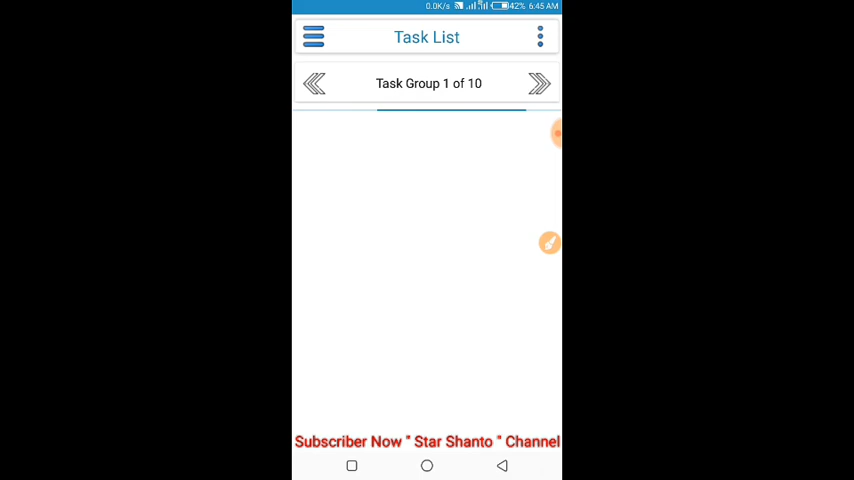 0.0K/s 42% 6:45 AM
Task List
Task Group 1 of 10
Subscriber Now " Star Shanto " Channel